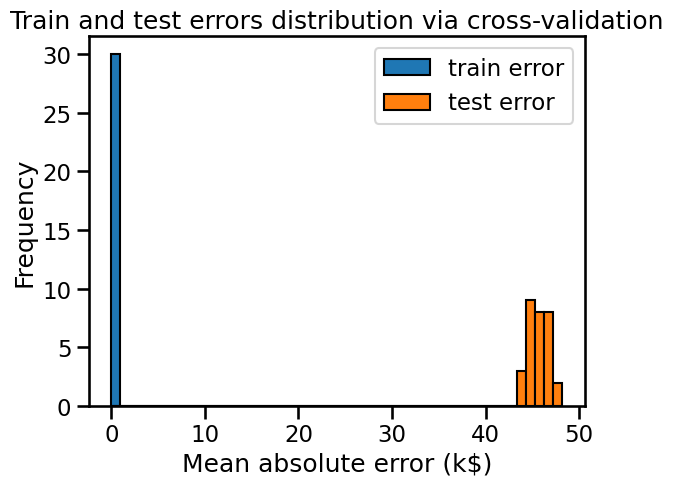 Train and test errors distribution via cross-validation
train error
test error
30
25
20
15
10
5
0
Frequency
0 10 20 30 40 50
Mean absolute error (k$)